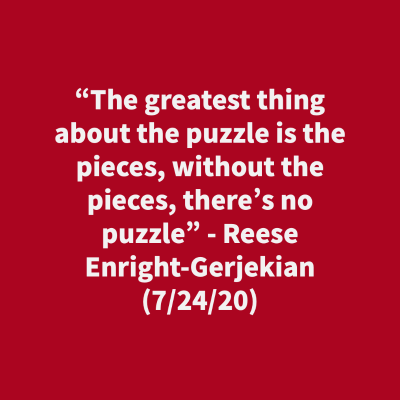 “The greatest thing
about the puzzle is the
pieces, without the
pieces, there’s no
puzzle” - Reese
Enright-Gerjekian
(7/24/20)